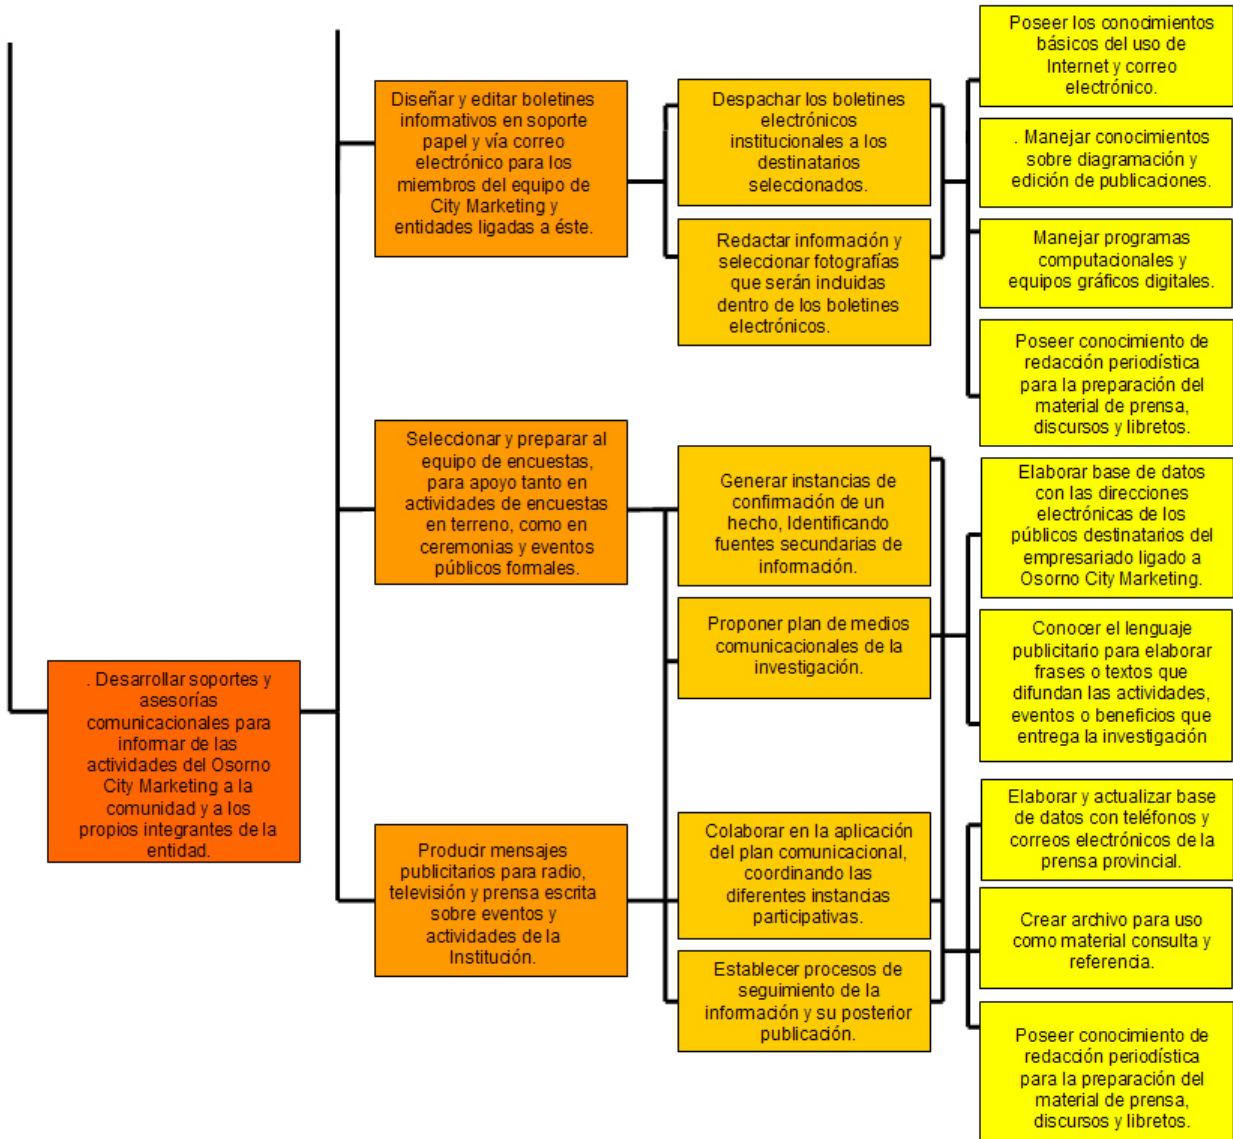 Diseñar y editar boletines
informativos en soporte
papel y vía correo
electrónico para los
miembros del equipo de
City Marketing y
entidades ligadas a éste.
Despachar los boletines
electrónicos
institucionales a los
destinatarios
seleccionados.
Redactar información y
seleccionar fotografías
que serán incluidas
dentro de los boletines
electrónicos.
Poseer los conocimientos
básicos del uso de
Internet y correo
electrónico.
. Manejar conocimientos
sobre diagramación y
edición de publicaciones.
Manejar programas
computacionales y
equipos gráficos digitales.
Poseer conocimiento de
redacción periodística
para la preparación del
material de prensa,
discursos y libretos.
Seleccionar y preparar al
equipo de encuestas,
para apoyo tanto en
actividades de encuestas
en terreno, como en
ceremonias y eventos
públicos formales.
Generar instancias de
confirmación de un
hecho, Identificando
fuentes secundarias de
información.
Proponer plan de medios
comunicacionales de la
investigación.
Elaborar base de datos
con las direcciones
electrónicas de los
públicos destinatarios del
empresariado ligado a
Osorno City Marketing.
Conocer el lenguaje
publicitario para elaborar
frases o textos que
difundan las actividades,
eventos o beneficios que
entrega la investigación
. Desarrollar soportes y
asesorías
comunicacionales para
informar de las
actividades del Osorno
City Marketing a la
comunidad y a los
propios integrantes de la
entidad.
Producir mensajes
publicitarios para radio,
televisión y prensa escrita
sobre eventos y
actividades de la
Institución.
Colaborar en la aplicación
del plan comunicacional,
coordinando las
diferentes instancias
participativas.
Establecer procesos de
seguimiento de la
información y su posterior
publicación.
Elaborar y actualizar base
de datos con teléfonos y
correos electrónicos de la
prensa provincial.
Crear archivo para uso
como material consulta y
referencia.
Poseer conocimiento de
redacción periodística
para la preparación del
material de prensa,
discursos y libretos.